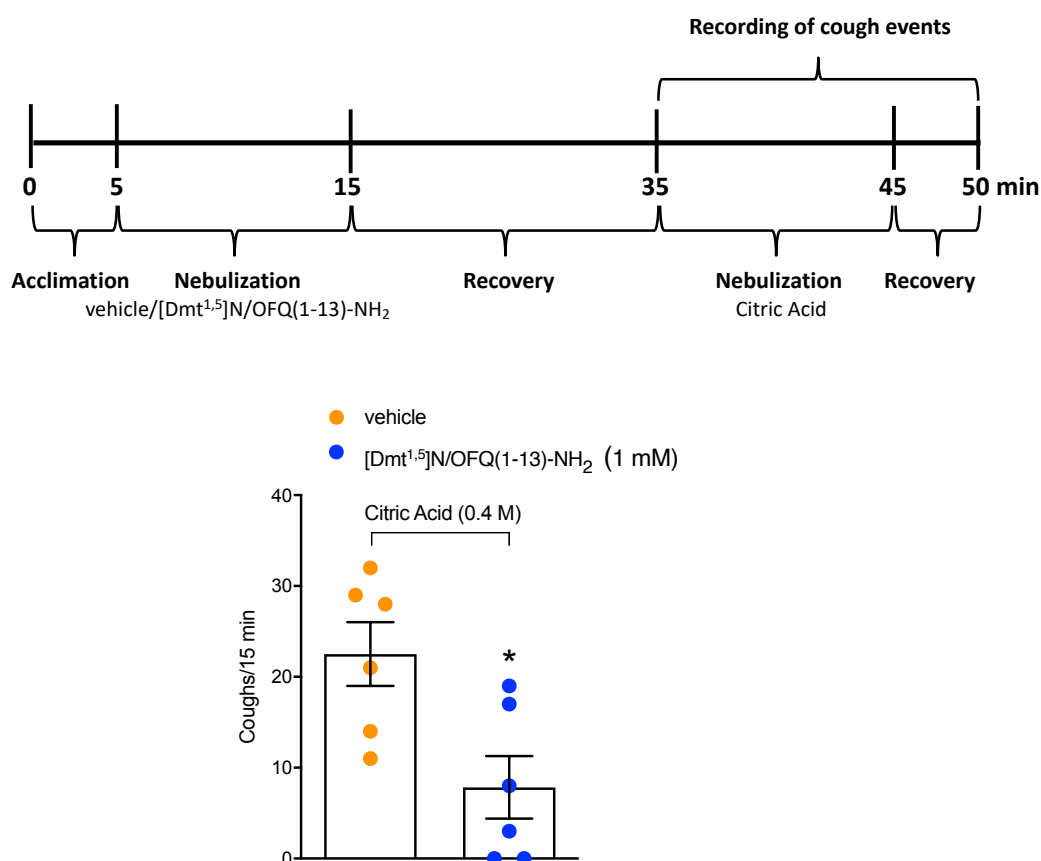 Recording of cough events
0 5 15 35 45 50 min
Acclimation Nebulization Recovery Nebulization Recovery
vehicle/[Dmt1,5]N/OFQ(1-13)-NH2 Citric Acid
vehicle
[Dmt1,5]N/OFQ(1-13)-NH2 (1 mM)
40
Citric Acid (0.4 M)
30
Coughs/15 min
*
20
10
0